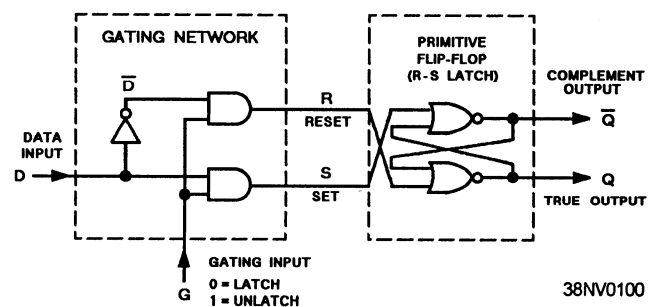 GATING NETWORK
PRIMITIVE
FLIP-FLOP
(R-S LATCH)
COMPLEMENT
OUTPUT
D̅
R
RESET
Q̅
DATA
INPUT
D
S
SET
Q
TRUE OUTPUT
GATING INPUT
0 = LATCH
1 = UNLATCH
G
38NV0100